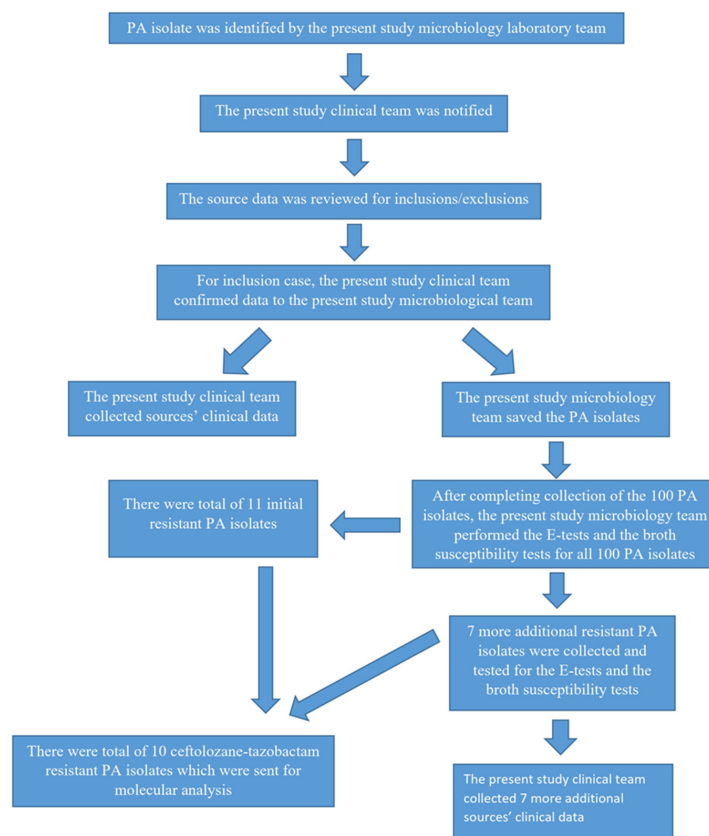 PA isolate was identified by the present study microbiology laboratory team
The present study clinical team was notified
The source data was reviewed for inclusions/exclusions
For inclusion case, the present study clinical team
confirmed data to the present study microbiological team
The present study clinical team
collected sources' clinical data
The present study microbiology
team saved the PA isolates
There were total of 11 initial
resistant PA isolates
After completing collection of the 100 PA
isolates, the present study microbiology team
performed the E-tests and the broth
susceptibility tests for all 100 PA isolates
7 more additional resistant PA
isolates were collected and
tested for the E-tests and the
broth susceptibility tests
There were total of 10 ceftolozane-tazobactam
resistant PA isolates which were sent for
molecular analysis
The present study clinical team
collected 7 more additional
sources' clinical data